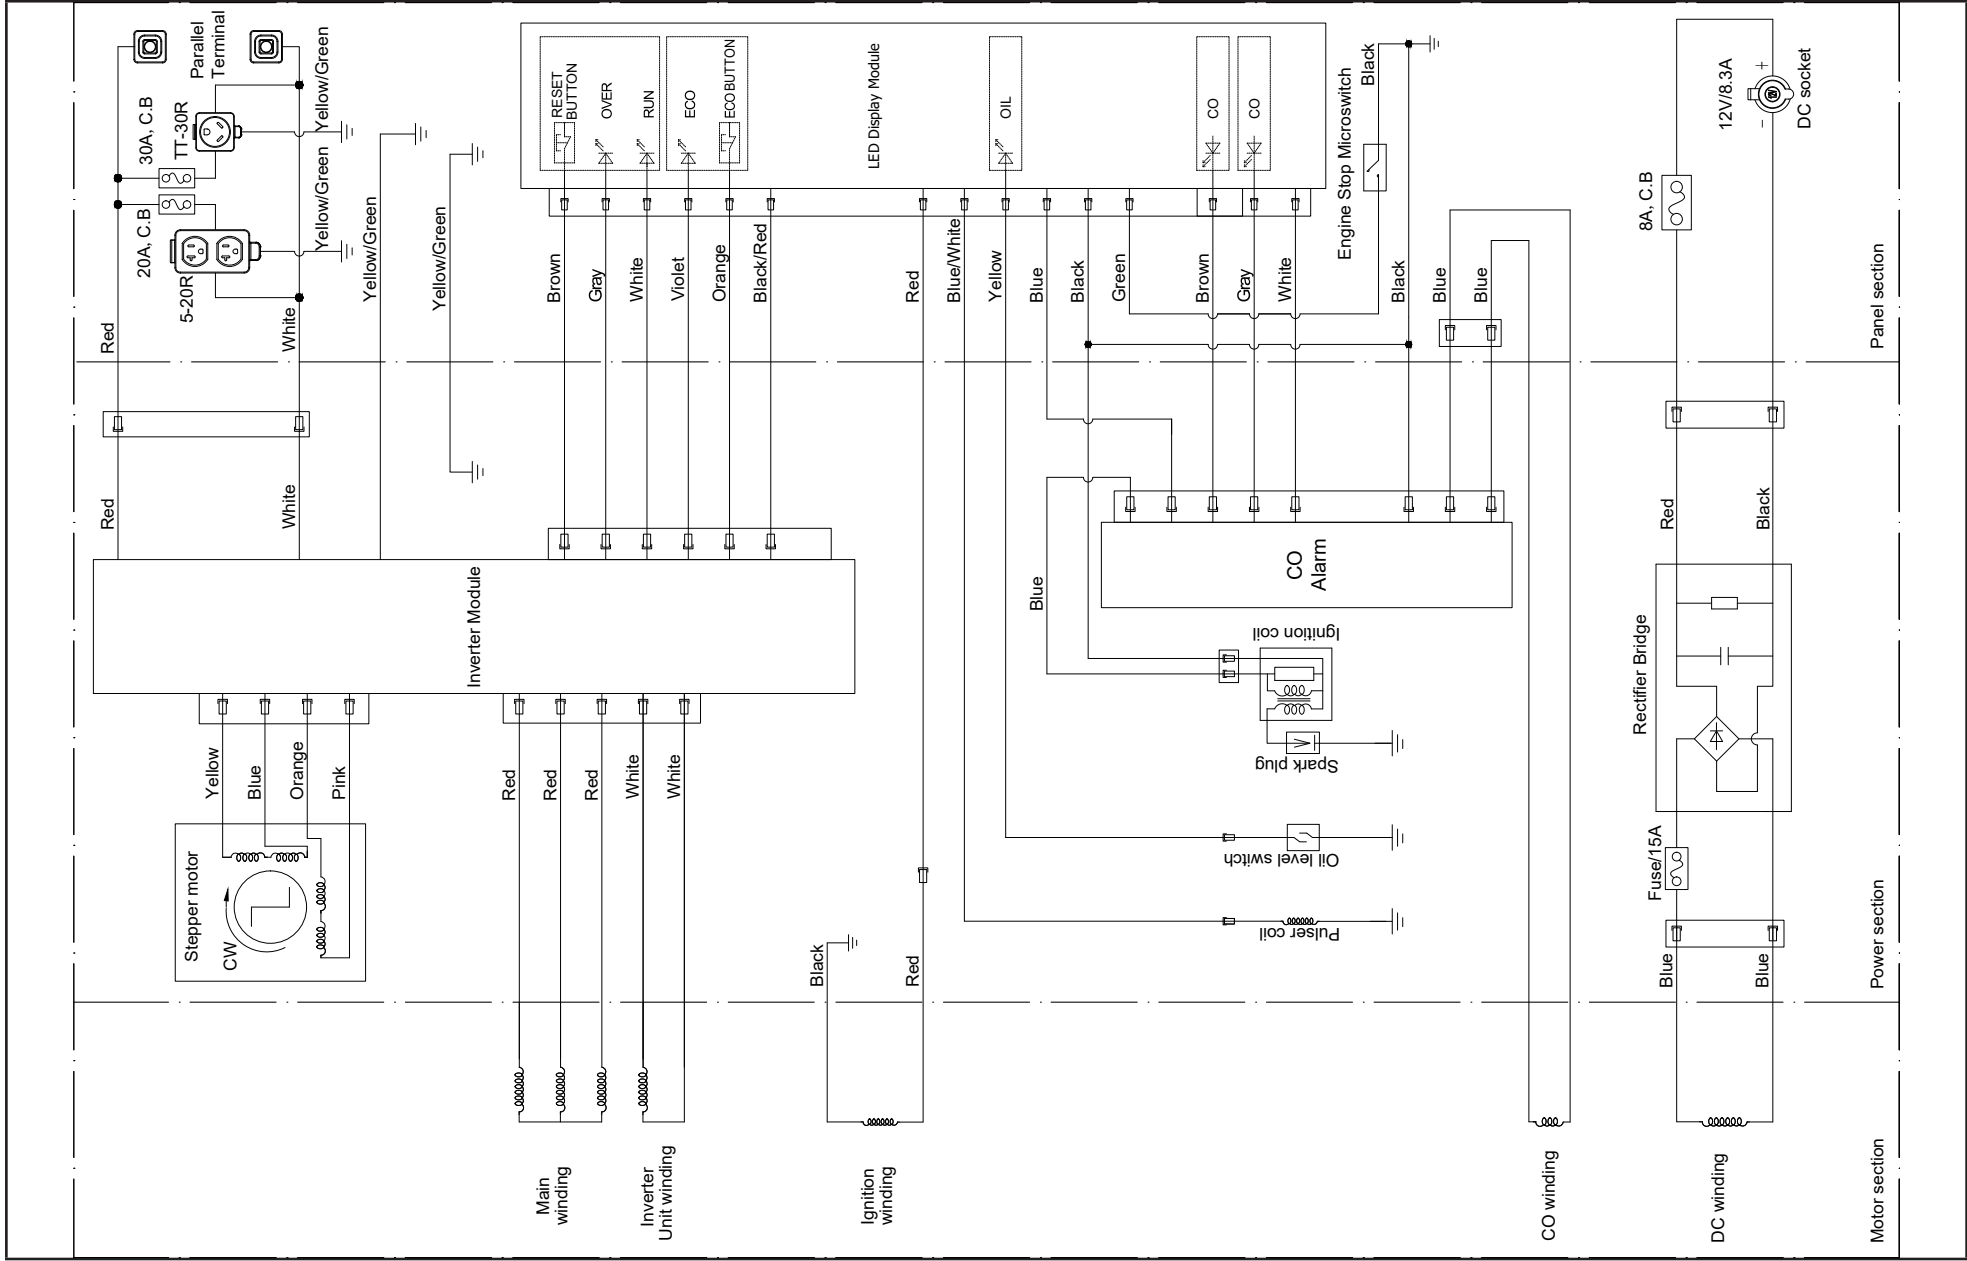 Parallel
Terminal
30A, C.B
TT-30R
20A, C.B
5-20R
Yellow/Green
Yellow/Green
Yellow/Green
Yellow/Green
Red
White
Red
White
RESET
BUTTON
OVER
RUN
ECO
ECO BUTTON
LED Display Module
OIL
CO
CO
Engine Stop Microswitch
Black
Brown
Gray
White
Violet
Orange
Black/Red
Red
Blue/White
Yellow
Blue
Black
Green
Brown
Gray
White
Black
Blue
Blue
12V/8.3A
+
-
DC socket
8A, C.B
Panel section
Inverter Module
Yellow
Blue
Orange
Pink
Stepper motor
CW
Red
Red
Red
White
White
Blue
CO
Alarm
Ignition coil
Spark plug
Oil level switch
Pulser coil
Black
Red
Red
Black
Rectifier Bridge
Fuse/15A
Blue
Blue
Power section
Main
winding
Inverter
Unit winding
Ignition
winding
CO winding
DC winding
Motor section